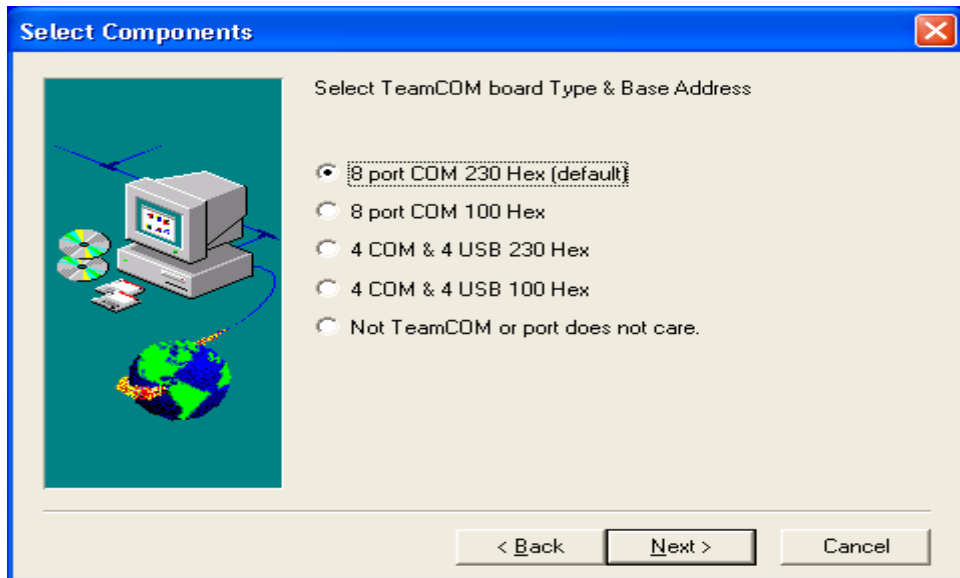 Select Components
Select TeamCOM board Type & Base Address
8 port COM 230 Hex (default)
8 port COM 100 Hex
4 COM & 4 USB 230 Hex
4 COM & 4 USB 100 Hex
Not TeamCOM or port does not care.
< Back Next > Cancel